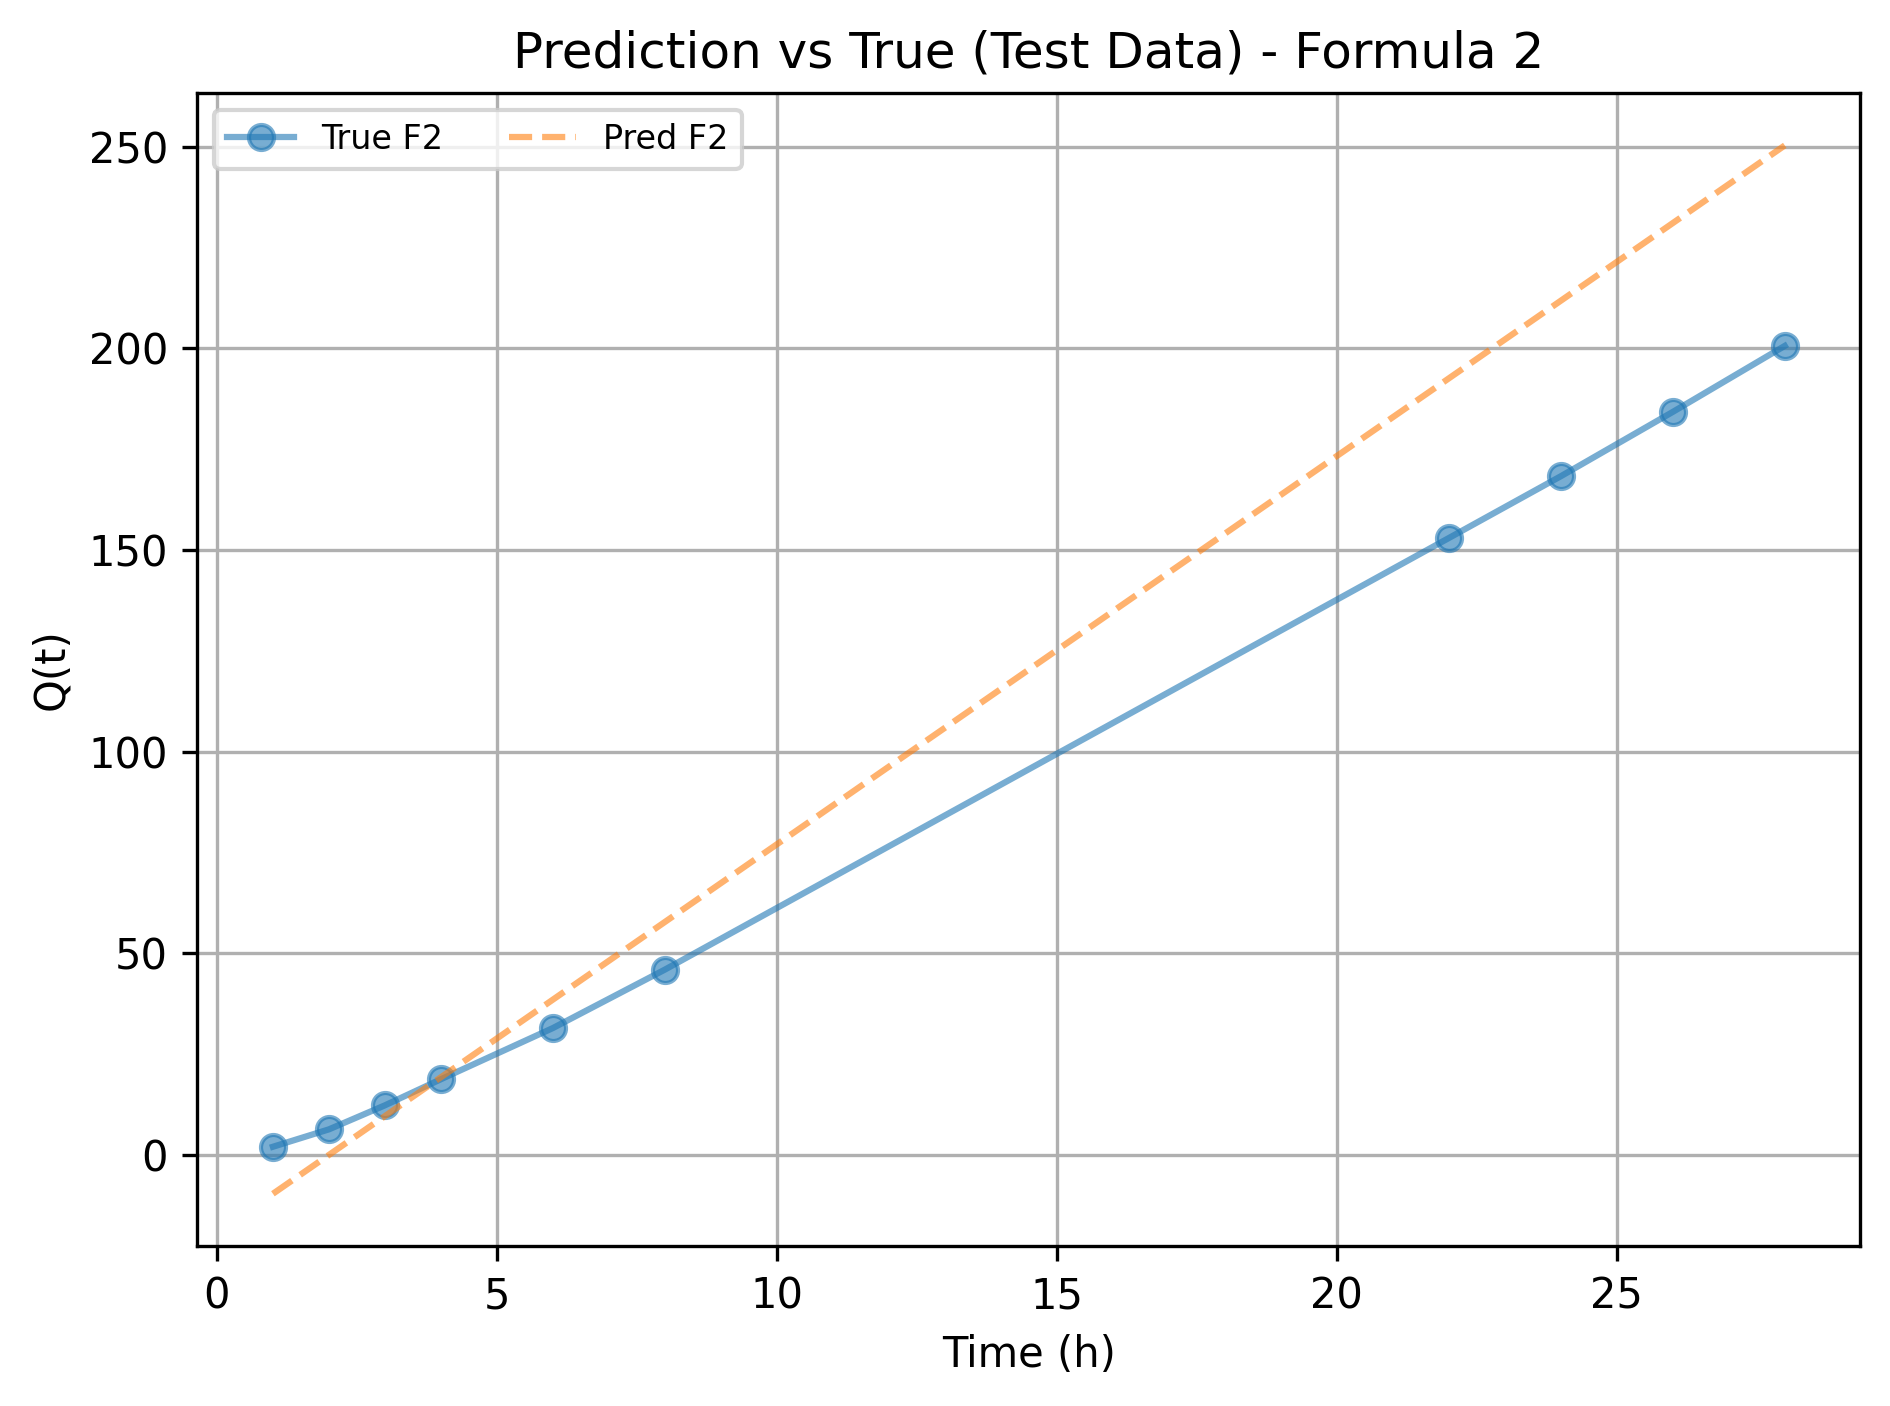 Prediction vs True (Test Data) - Formula 2
True F2
Pred F2
250
200
150
100
50
0
Q(t)
0 5 10 15 20 25
Time (h)